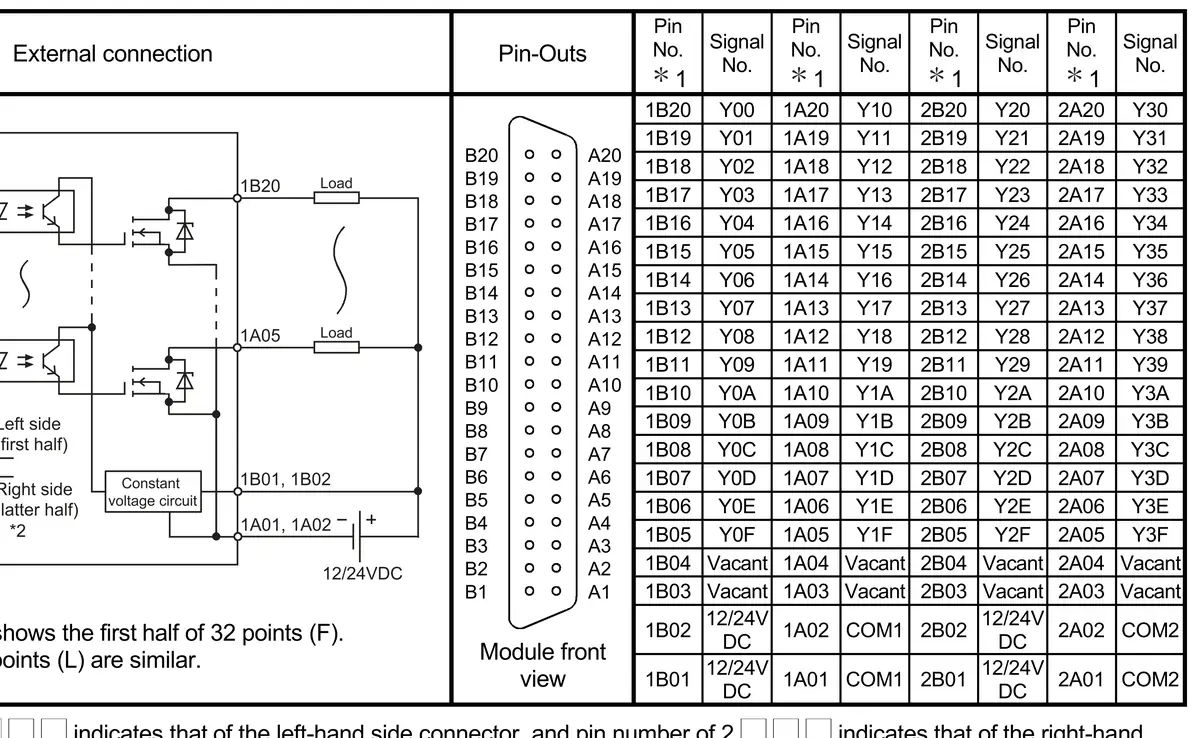 External connection
Pin-Outs
Pin No. *1 Signal No. Pin No. *1 Signal No. Pin No. *1 Signal No. Pin No. *1 Signal No.
1B20 Y00 1A20 Y10 2B20 Y20 2A20 Y30
1B19 Y01 1A19 Y11 2B19 Y21 2A19 Y31
1B18 Y02 1A18 Y12 2B18 Y22 2A18 Y32
1B17 Y03 1A17 Y13 2B17 Y23 2A17 Y33
1B16 Y04 1A16 Y14 2B16 Y24 2A16 Y34
1B15 Y05 1A15 Y15 2B15 Y25 2A15 Y35
1B14 Y06 1A14 Y16 2B14 Y26 2A14 Y36
1B13 Y07 1A13 Y17 2B13 Y27 2A13 Y37
1B12 Y08 1A12 Y18 2B12 Y28 2A12 Y38
1B11 Y09 1A11 Y19 2B11 Y29 2A11 Y39
1B10 Y0A 1A10 Y1A 2B10 Y2A 2A10 Y3A
1B09 Y0B 1A09 Y1B 2B09 Y2B 2A09 Y3B
1B08 Y0C 1A08 Y1C 2B08 Y2C 2A08 Y3C
1B07 Y0D 1A07 Y1D 2B07 Y2D 2A07 Y3D
1B06 Y0E 1A06 Y1E 2B06 Y2E 2A06 Y3E
1B05 Y0F 1A05 Y1F 2B05 Y2F 2A05 Y3F
1B04 Vacant 1A04 Vacant 2B04 Vacant 2A04 Vacant
1B03 Vacant 1A03 Vacant 2B03 Vacant 2A03 Vacant
1B02 12/24V DC 1A02 COM1 2B02 12/24V DC 2A02 COM2
1B01 12/24V DC 1A01 COM1 2B01 12/24V DC 2A01 COM2
1B20 Load
1A05 Load
Left side
first half)
Right side
latter half)
*2
Constant
voltage circuit
1B01, 1B02
1A01, 1A02 − +
12/24VDC
shows the first half of 32 points (F).
points (L) are similar.
B20 A20
B19 A19
B18 A18
B17 A17
B16 A16
B15 A15
B14 A14
B13 A13
B12 A12
B11 A11
B10 A10
B9 A9
B8 A8
B7 A7
B6 A6
B5 A5
B4 A4
B3 A3
B2 A2
B1 A1
Module front
view
□ □ □ indicates that of the left-hand side connector, and pin number of 2 □ □ □ indicates that of the right-hand